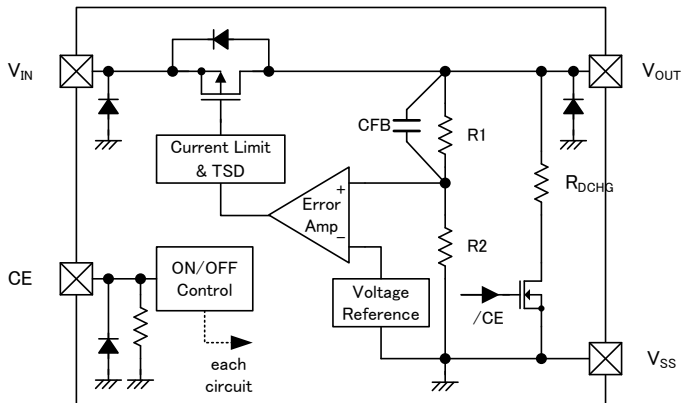 VIN
VOUT
CFB
R1
Current Limit
& TSD
RDCHG
+
Error
Amp
−
R2
CE
ON/OFF
Control
Voltage
Reference
/CE
each
circuit
VSS